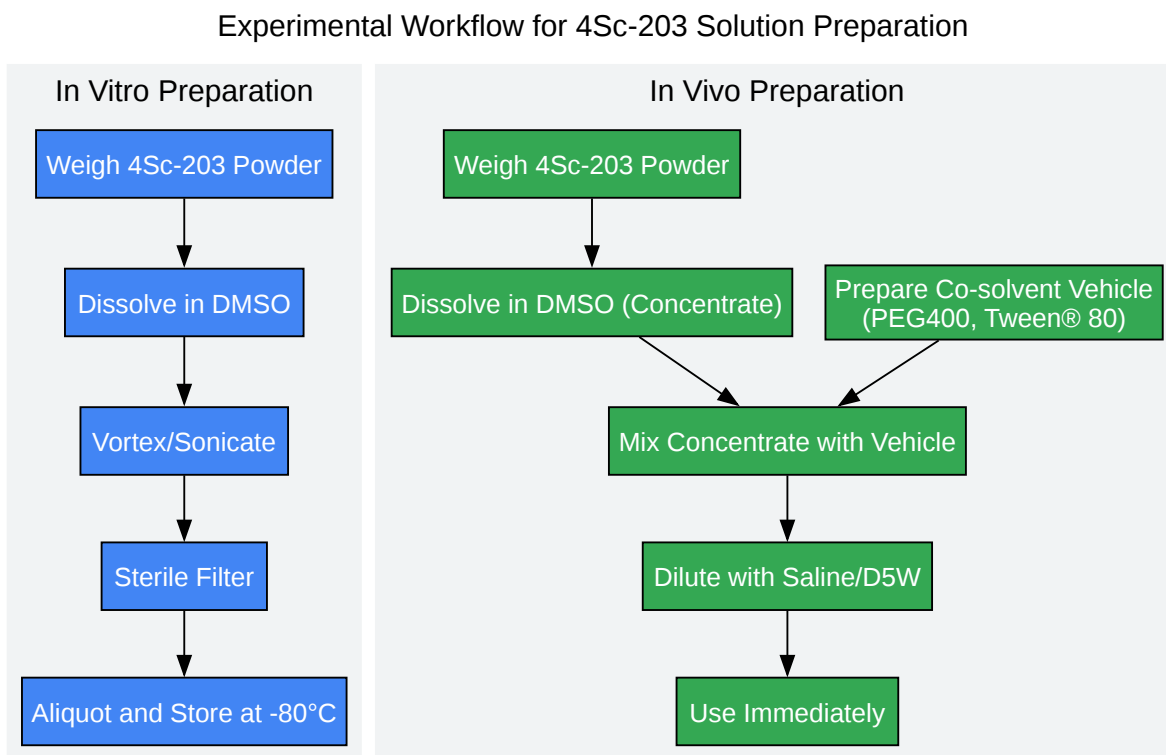 Experimental Workflow for 4Sc-203 Solution Preparation
In Vitro Preparation
Weigh 4Sc-203 Powder
Dissolve in DMSO
Vortex/Sonicate
Sterile Filter
Aliquot and Store at -80°C
In Vivo Preparation
Weigh 4Sc-203 Powder
Dissolve in DMSO (Concentrate)
Prepare Co-solvent Vehicle
(PEG400, Tween® 80)
Mix Concentrate with Vehicle
Dilute with Saline/D5W
Use Immediately